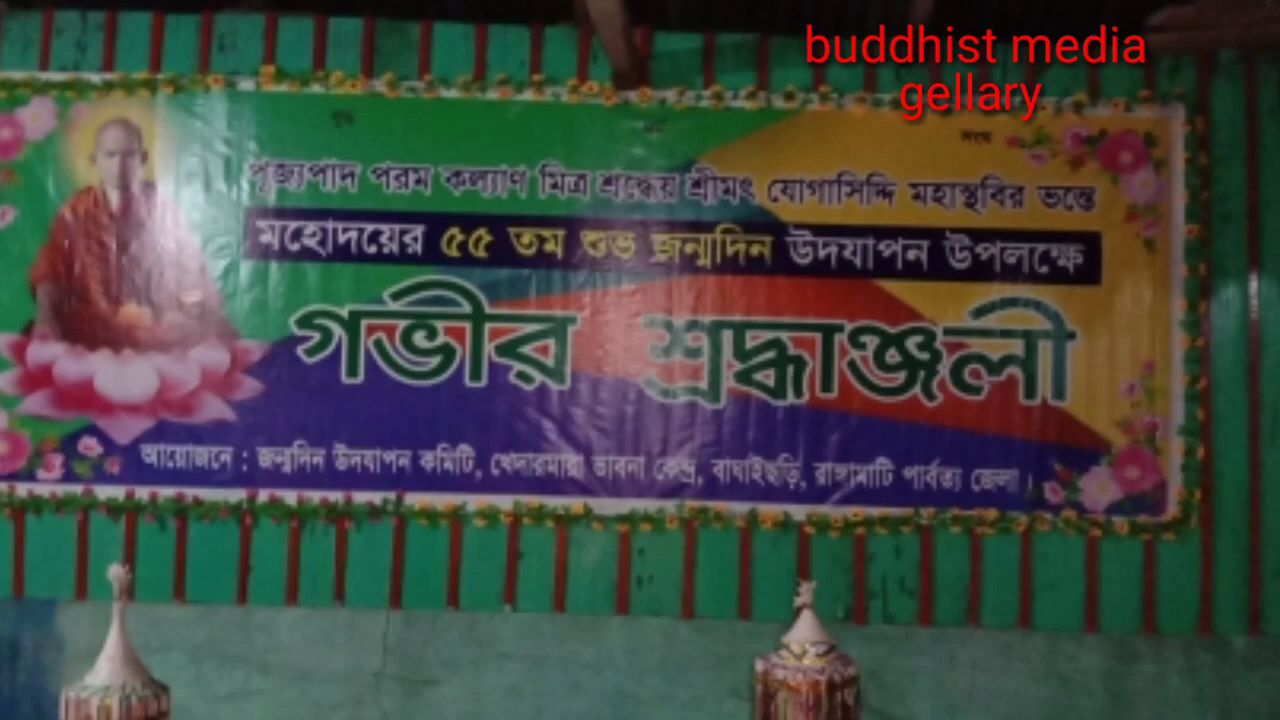 buddhist media
gellary
বুদ্ধ ধর্ম সংঘ
পূজ্যপাদ পরম কল্যাণ মিত্র শ্রদ্ধেয় শ্রীমৎ যোগাসিদ্দি মহাস্থবির ভন্তে
মহোদয়ের ৫৫ তম শুভ জন্মদিন উদযাপন উপলক্ষে
গভীর শ্রদ্ধাঞ্জলী
আয়োজনে : জন্মদিন উদযাপন কমিটি, খেদারমারা ভাবনা কেন্দ্র, বাঘাইছড়ি, রাঙ্গামাটি পার্বত্য জেলা।